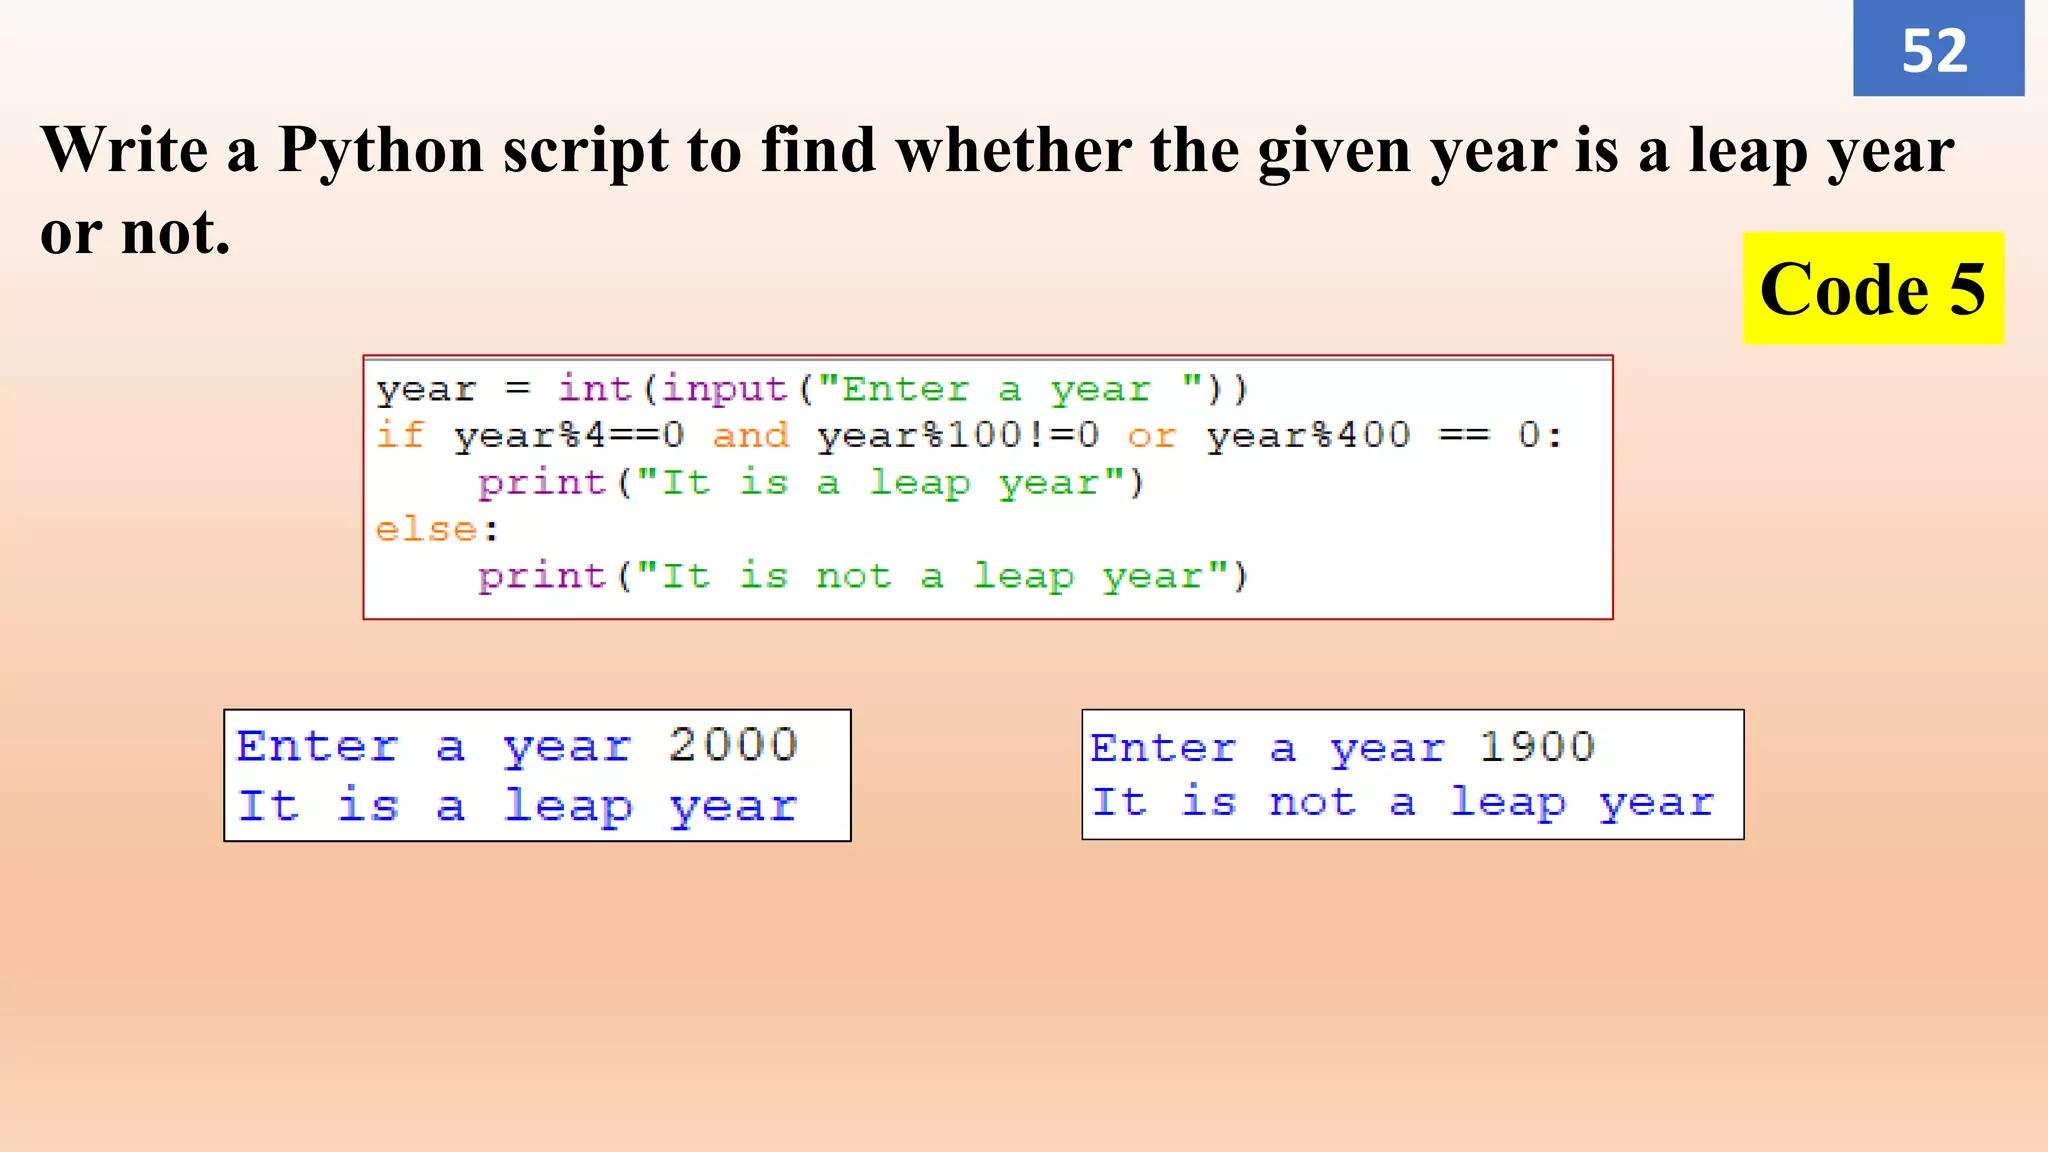 52
Write a Python script to find whether the given year is a leap year
or not.
Code 5
year = int(input("Enter a year "))
if year%4==0 and year%100!=0 or year%400 == 0:
    print("It is a leap year")
else:
    print("It is not a leap year")
Enter a year 2000
It is a leap year
Enter a year 1900
It is not a leap year